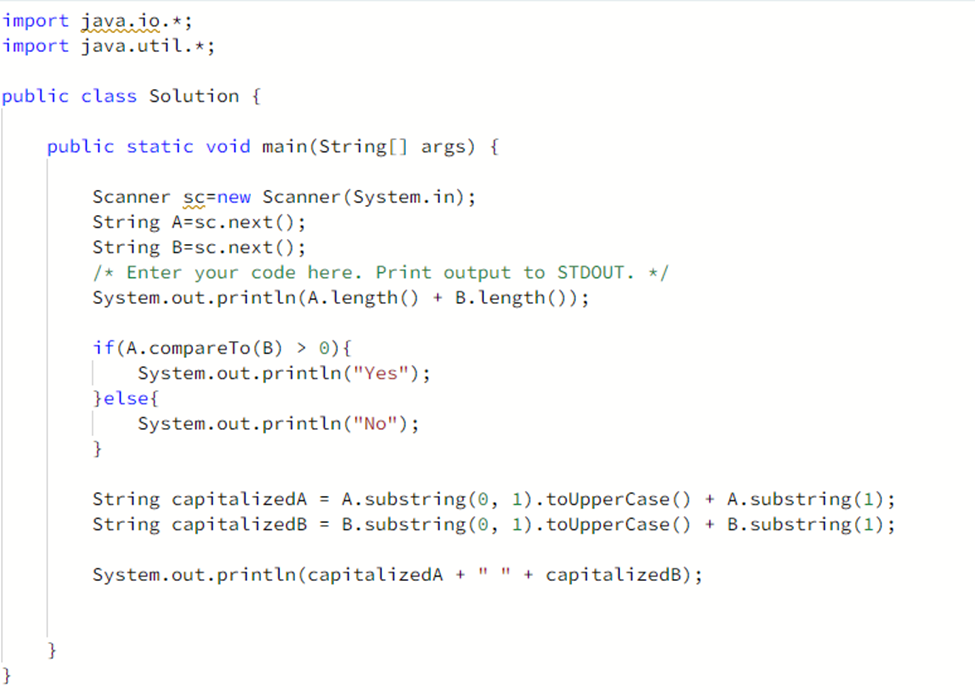 import java.io.*;
import java.util.*;
public class Solution {
public static void main(String[] args) {
Scanner sc=new Scanner(System.in);
String A=sc.next();
String B=sc.next();
/* Enter your code here. Print output to STDOUT. */
System.out.println(A.length() + B.length());
if(A.compareTo(B) > 0){
System.out.println("Yes");
}else{
System.out.println("No");
}
String capitalizedA = A.substring(0, 1).toUpperCase() + A.substring(1);
String capitalizedB = B.substring(0, 1).toUpperCase() + B.substring(1);
System.out.println(capitalizedA + " " + capitalizedB);
}
}